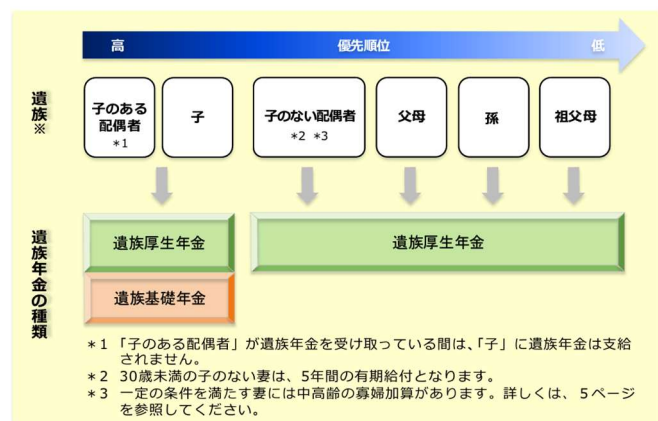 高 優先順位 低
遺族※
子のある
配偶者
*1
子
子のない配偶者
*2 *3
父母
孫
祖父母
遺族年金の種類
遺族厚生年金
遺族基礎年金
遺族厚生年金
*1 「子のある配偶者」が遺族年金を受け取っている間は、「子」に遺族年金は支給
されません。
*2 30歳未満の子のない妻は、5年間の有期給付となります。
*3 一定の条件を満たす妻には中高齢の寡婦加算があります。詳しくは、5ページ
を参照してください。